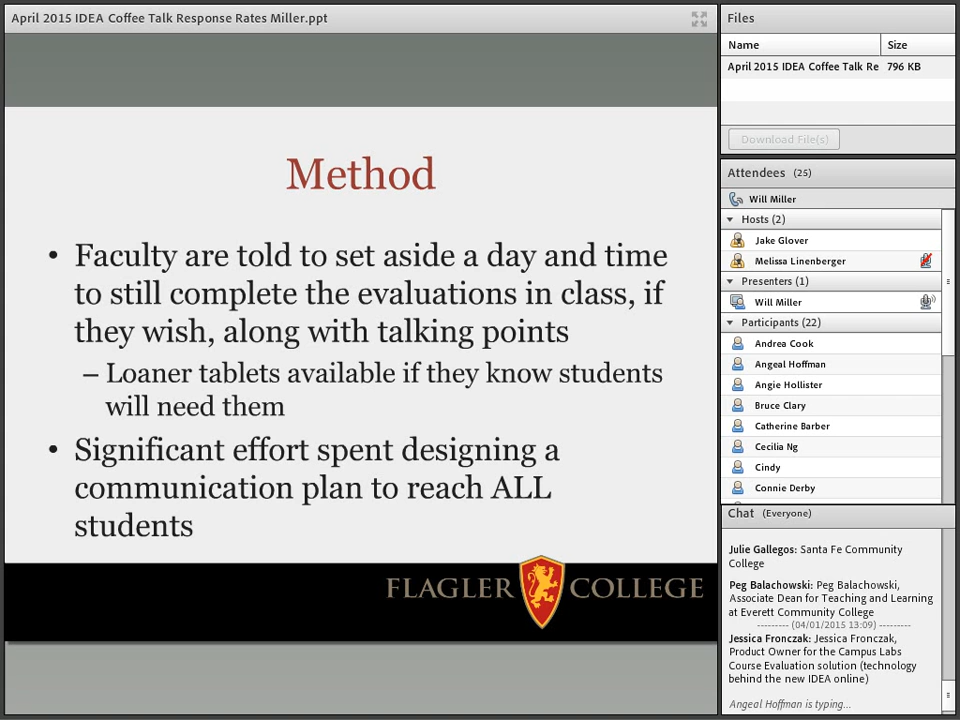 April 2015 IDEA Coffee Talk Response Rates Miller.ppt
Method
• Faculty are told to set aside a day and time
to still complete the evaluations in class, if
they wish, along with talking points
– Loaner tablets available if they know students
will need them
• Significant effort spent designing a
communication plan to reach ALL
students
FLAGLER COLLEGE
Files
Name Size
April 2015 IDEA Coffee Talk Re 796 KB
Download File(s)
Attendees (25)
Will Miller
Hosts (2)
Jake Glover
Melissa Linenberger
Presenters (1)
Will Miller
Participants (22)
Andrea Cook
Angeal Hoffman
Angie Hollister
Bruce Clary
Catherine Barber
Cecilia Ng
Cindy
Connie Derby
Chat (Everyone)
Julie Gallegos: Santa Fe Community
College
Peg Balachowski: Peg Balachowski,
Associate Dean for Teaching and Learning
at Everett Community College
--------- (04/01/2015 13:09) ---------
Jessica Fronczak: Jessica Fronczak,
Product Owner for the Campus Labs
Course Evaluation solution (technology
behind the new IDEA online)
Angeal Hoffman is typing...